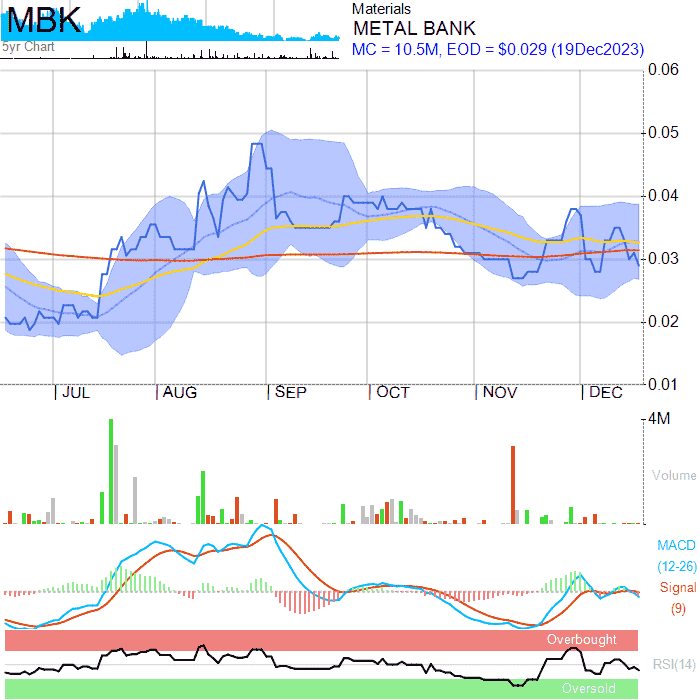 MBK
5yr Chart
Materials
METAL BANK
MC = 10.5M, EOD = $0.029 (19Dec2023)
0.06
0.05
0.04
0.03
0.02
0.01
JUL AUG SEP OCT NOV DEC
4M
Volume
MACD
(12-26)
Signal
(9)
Overbought
RSI(14)
Oversold